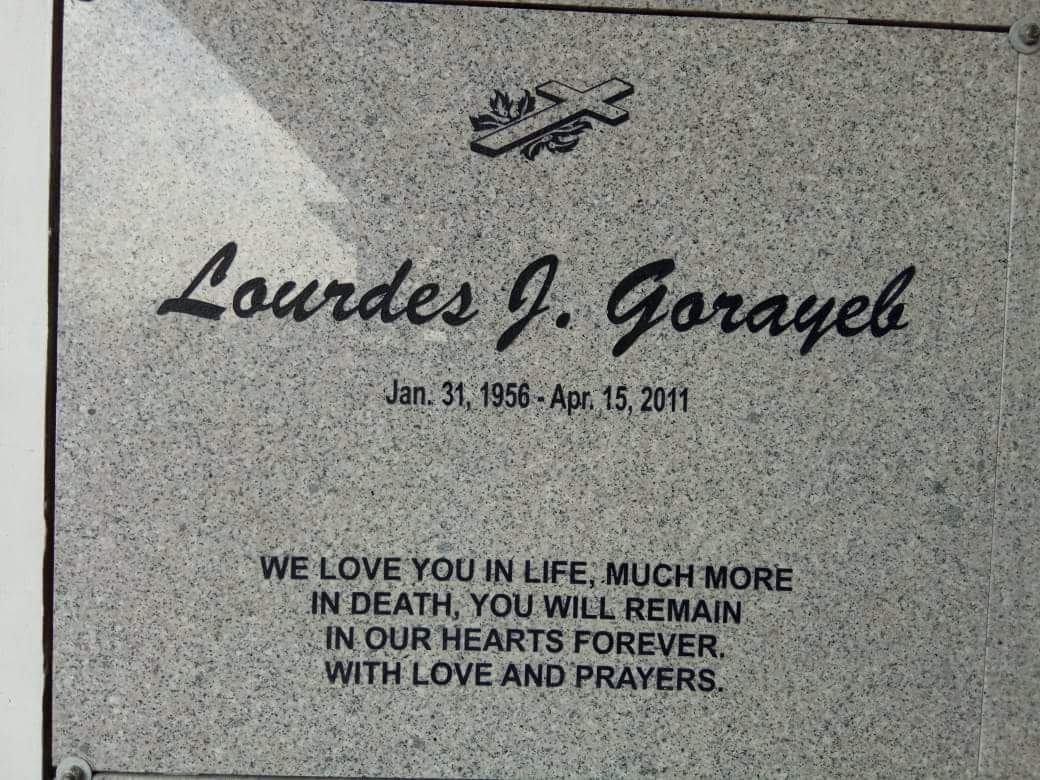 Lourdes J. Gorayeb
Jan. 31, 1956 - Apr. 15, 2011
WE LOVE YOU IN LIFE, MUCH MORE
IN DEATH, YOU WILL REMAIN
IN OUR HEARTS FOREVER.
WITH LOVE AND PRAYERS.